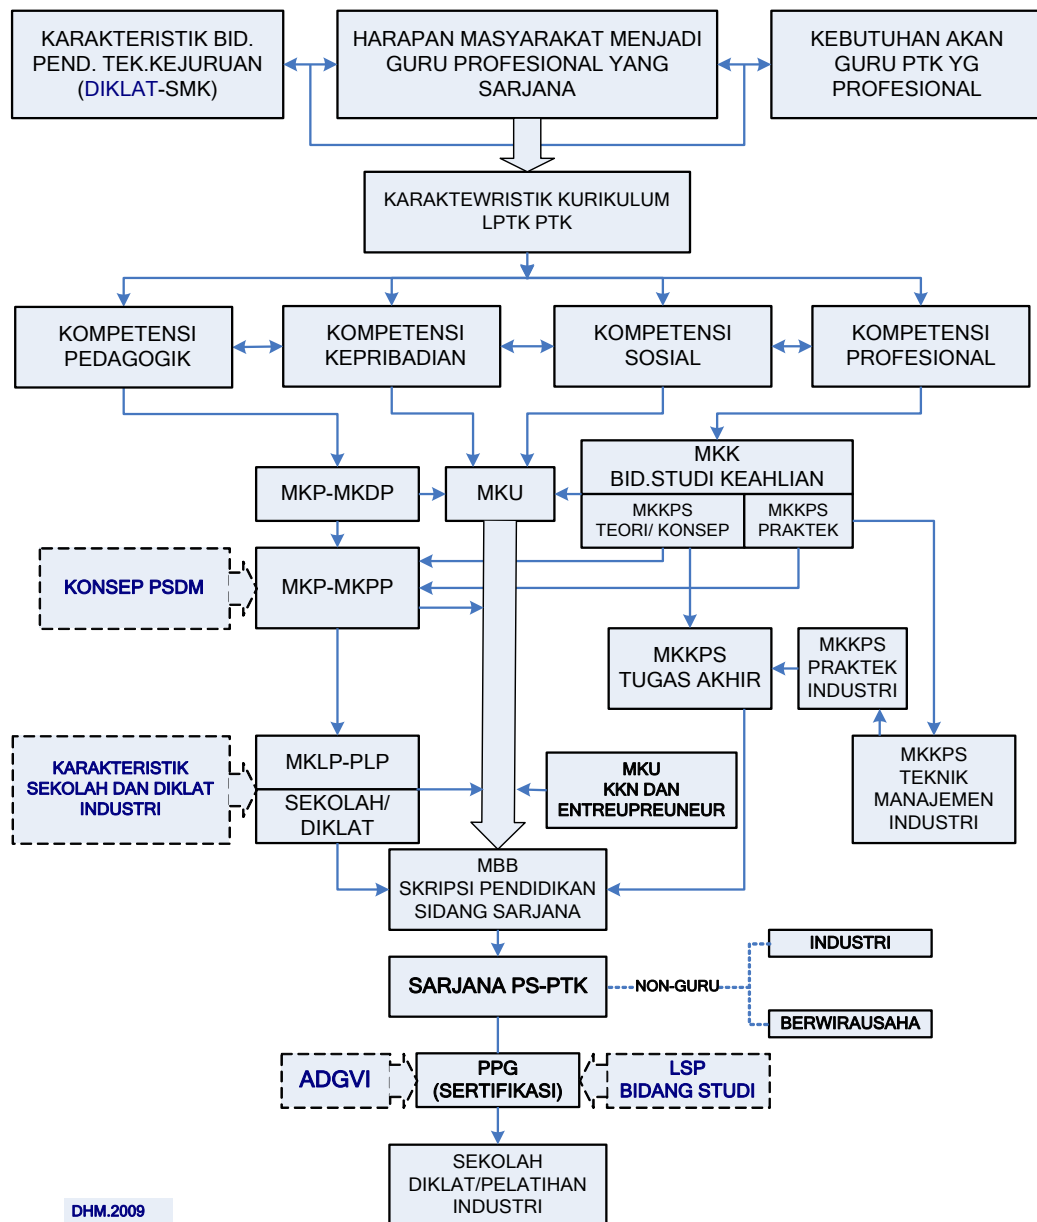 KARAKTERISTIK BID.
PEND. TEK.KEJURUAN
(DIKLAT-SMK)
HARAPAN MASYARAKAT MENJADI
GURU PROFESIONAL YANG
SARJANA
KEBUTUHAN AKAN
GURU PTK YG
PROFESIONAL
KARAKTEWRISTIK KURIKULUM
LPTK PTK
KOMPETENSI
PEDAGOGIK
KOMPETENSI
KEPRIBADIAN
KOMPETENSI
SOSIAL
KOMPETENSI
PROFESIONAL
MKP-MKDP
MKU
MKK
BID.STUDI KEAHLIAN
MKKPS
TEORI/ KONSEP
MKKPS
PRAKTEK
KONSEP PSDM
MKP-MKPP
MKKPS
TUGAS AKHIR
MKKPS
PRAKTEK
INDUSTRI
KARAKTERISTIK
SEKOLAH DAN DIKLAT
INDUSTRI
MKLP-PLP
SEKOLAH/
DIKLAT
MKU
KKN DAN
ENTREUPREUNEUR
MKKPS
TEKNIK
MANAJEMEN
INDUSTRI
MBB
SKRIPSI PENDIDIKAN
SIDANG SARJANA
SARJANA PS-PTK
NON-GURU
INDUSTRI
BERWIRAUSAHA
ADGVI
PPG
(SERTIFIKASI)
LSP
BIDANG STUDI
SEKOLAH
DIKLAT/PELATIHAN
INDUSTRI
DHM.2009